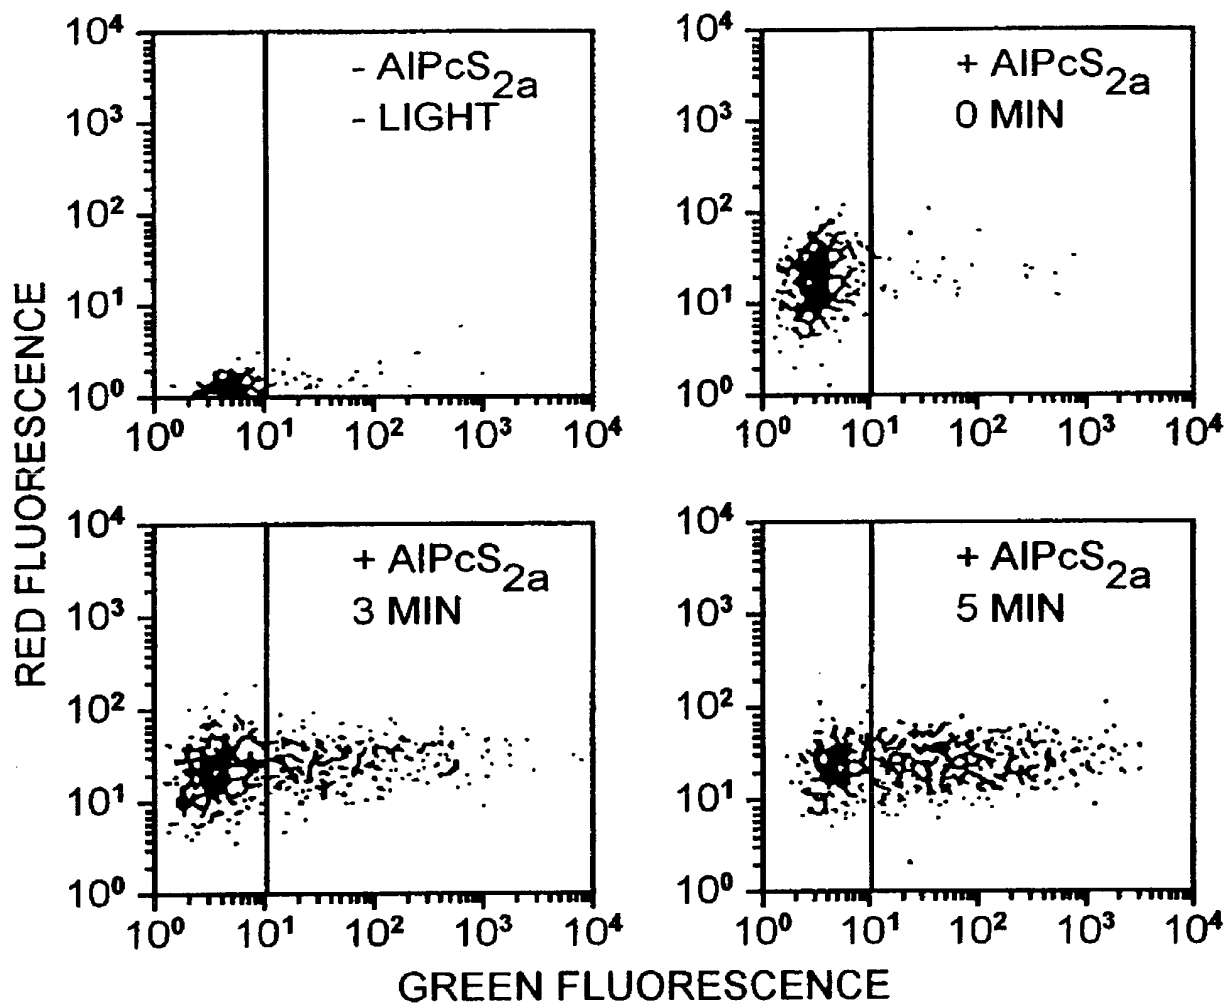 RED FLUORESCENCE
10⁴
10³
10²
10¹
10⁰
- AlPcS₂ₐ
- LIGHT
10⁰ 10¹ 10² 10³ 10⁴
10⁴
10³
10²
10¹
10⁰
+ AlPcS₂ₐ
0 MIN
10⁰ 10¹ 10² 10³ 10⁴
10⁴
10³
10²
10¹
10⁰
+ AlPcS₂ₐ
3 MIN
10⁰ 10¹ 10² 10³ 10⁴
10⁴
10³
10²
10¹
10⁰
+ AlPcS₂ₐ
5 MIN
10⁰ 10¹ 10² 10³ 10⁴
GREEN FLUORESCENCE